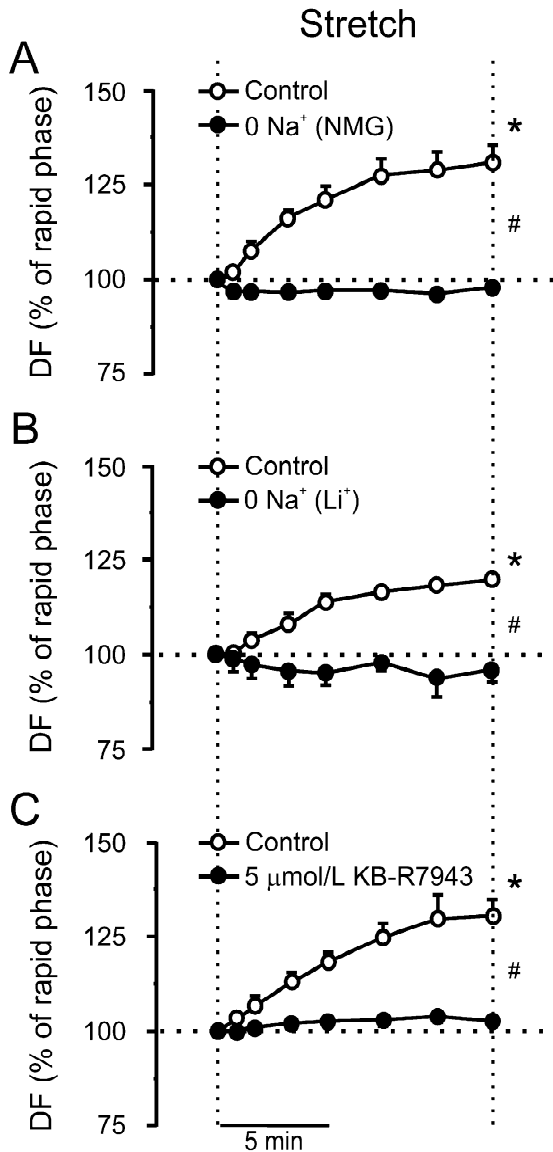 Stretch
A
DF (% of rapid phase)
150
125
100
75
Control
0 Na⁺ (NMG)
*
#
B
DF (% of rapid phase)
150
125
100
75
Control
0 Na⁺ (Li⁺)
*
#
C
DF (% of rapid phase)
150
125
100
75
Control
5 μmol/L KB-R7943
*
#
5 min